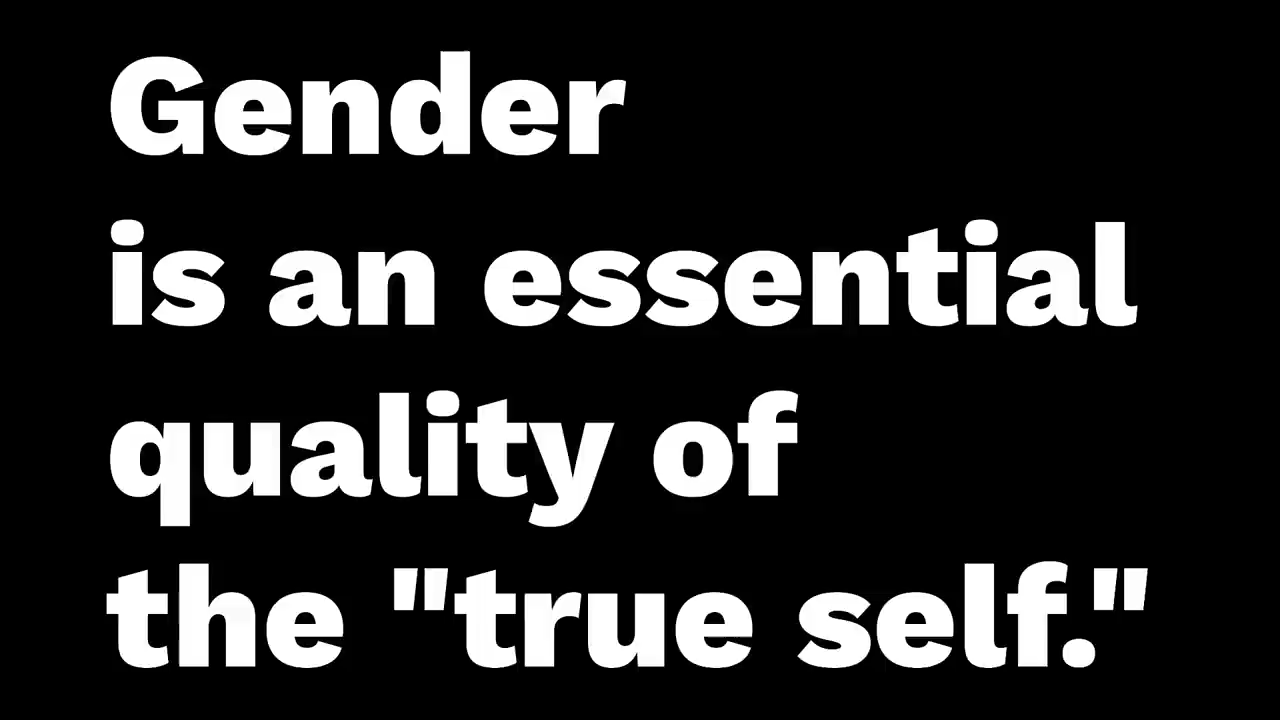 Gender
is an essential
quality of
the "true self."